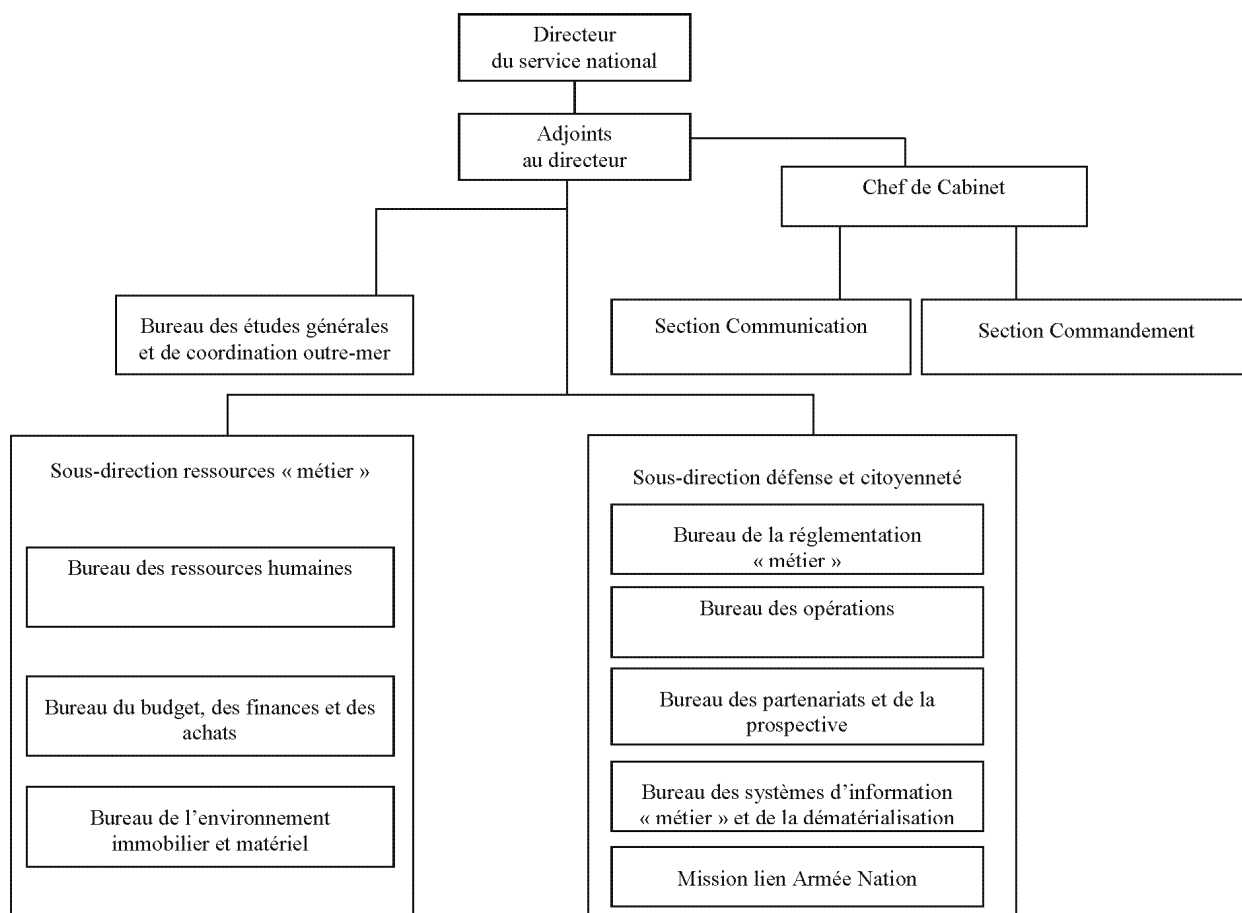 Directeur
du service national
Adjoints
au directeur
Chef de Cabinet
Bureau des études générales
et de coordination outre-mer
Section Communication
Section Commandement
Sous-direction ressources « métier »
Bureau des ressources humaines
Bureau du budget, des finances et des
achats
Bureau de l’environnement
immobilier et matériel
Sous-direction défense et citoyenneté
Bureau de la réglementation
« métier »
Bureau des opérations
Bureau des partenariats et de la
prospective
Bureau des systèmes d’information
« métier » et de la dématérialisation
Mission lien Armée Nation